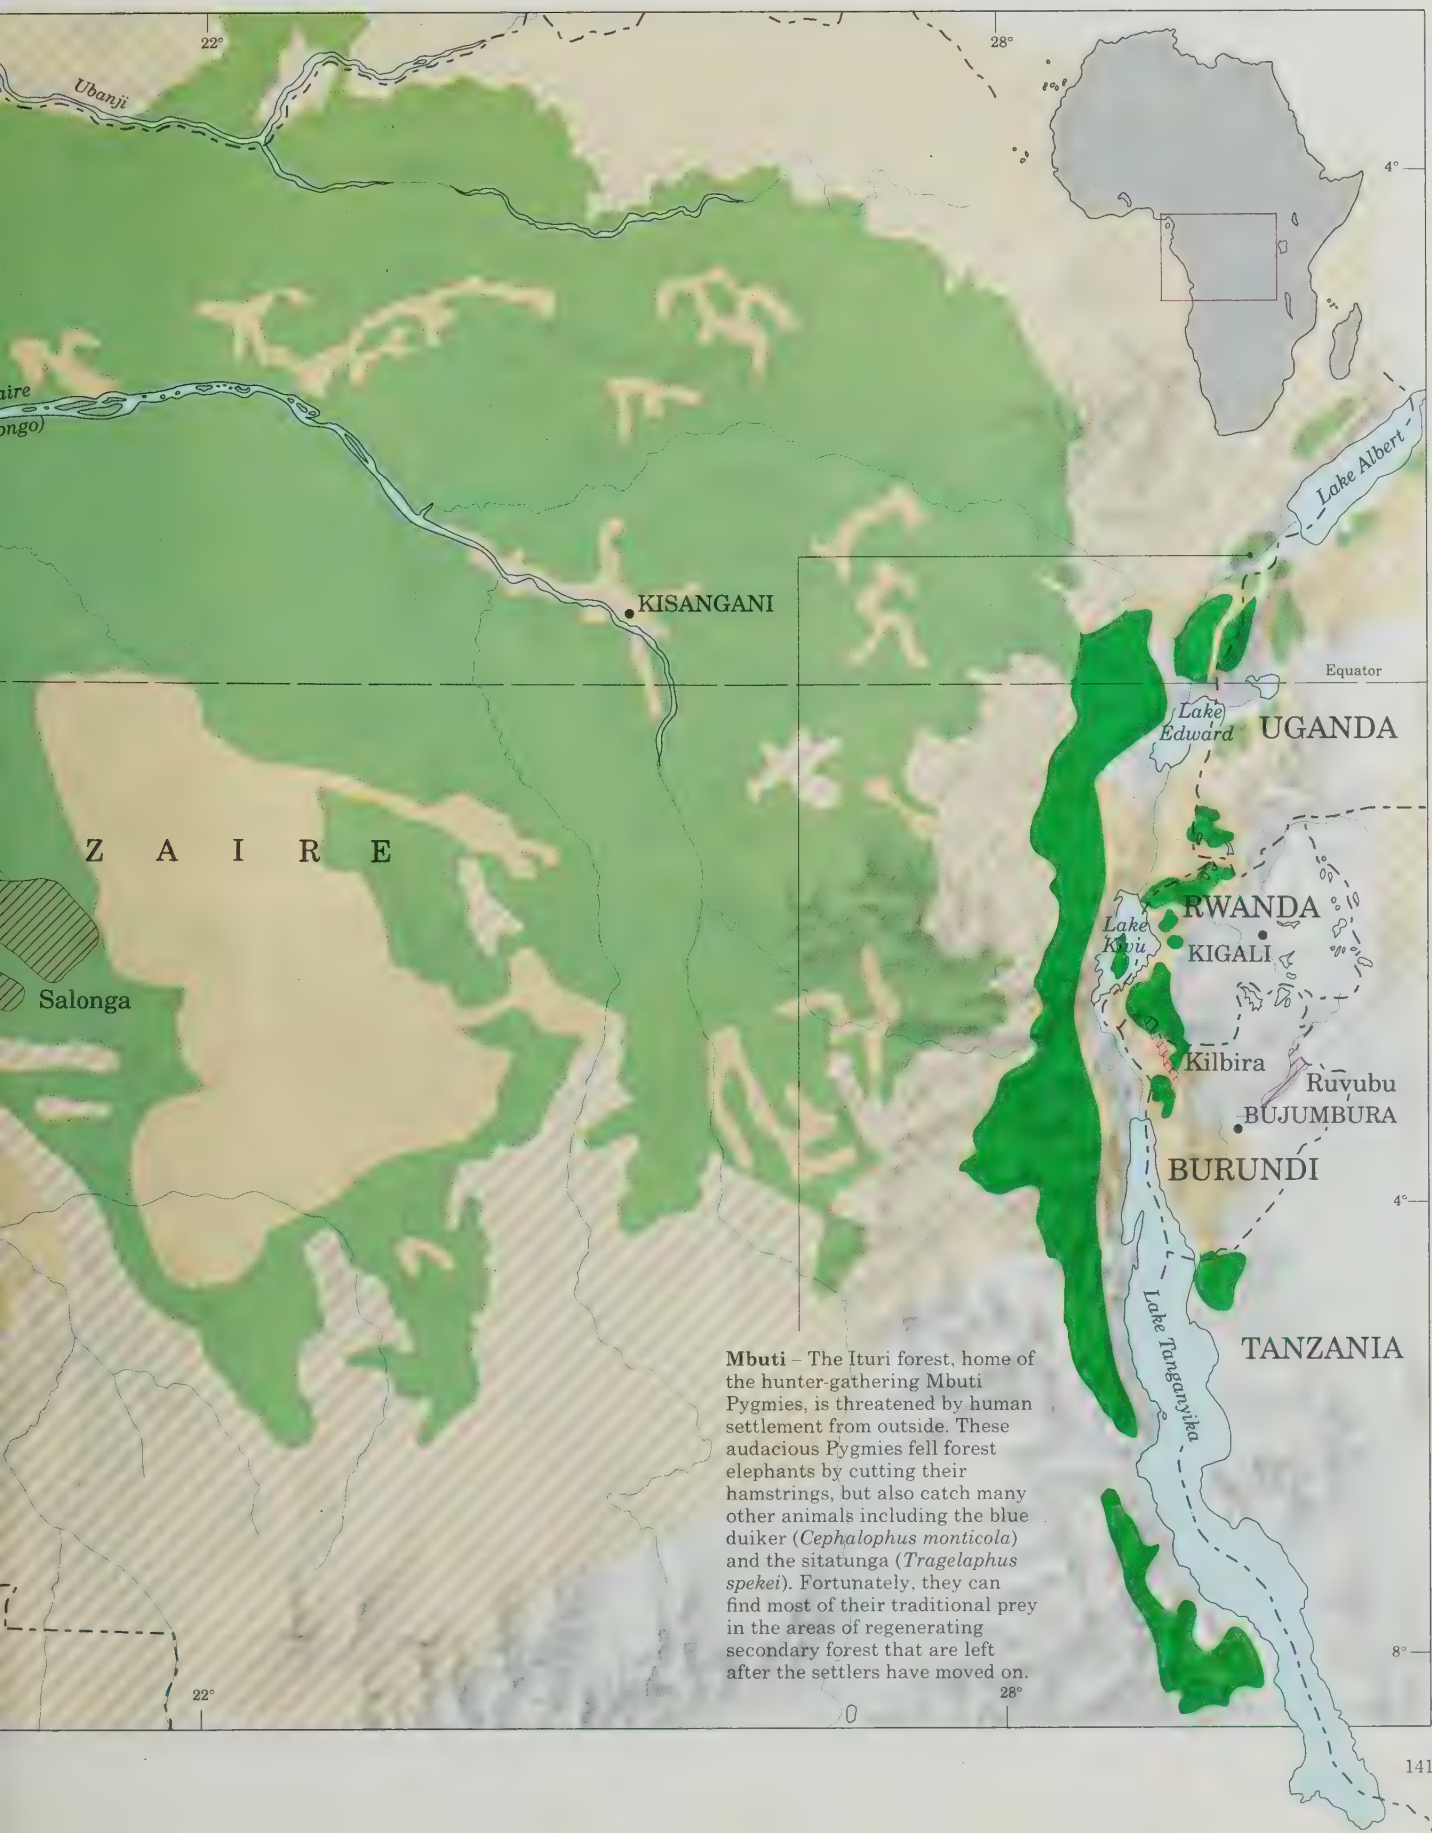 22°
28°
Ubanji
4°
aire
ongo)
Lake Albert
KISANGANI
Equator
Lake
Edward
UGANDA
Z A I R E
RWANDA
Lake
Kivu
KIGALI
Salonga
Kilbira
Ruvubu
BUJUMBURA
BURUNDI
4°
Lake Tanganyika
TANZANIA
Mbuti – The Ituri forest, home of
the hunter-gathering Mbuti
Pygmies, is threatened by human
settlement from outside. These
audacious Pygmies fell forest
elephants by cutting their
hamstrings, but also catch many
other animals including the blue
duiker (Cephalophus monticola)
and the sitatunga (Tragelaphus
spekei). Fortunately, they can
find most of their traditional prey
in the areas of regenerating
secondary forest that are left
after the settlers have moved on.
8°
22°
28°
141